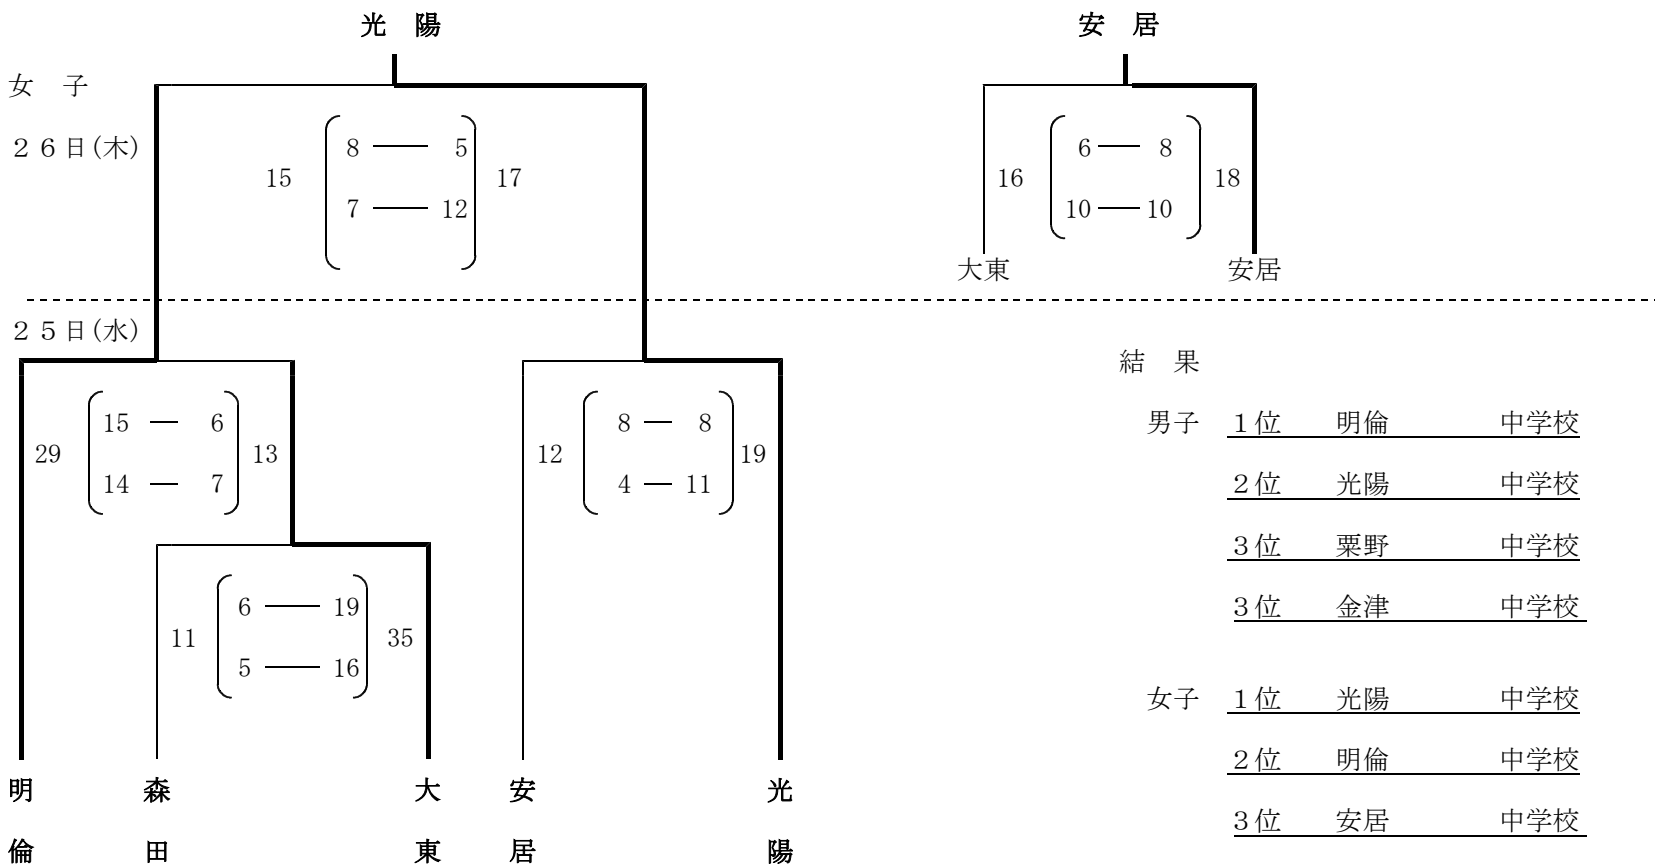 光　陽
安　居
女　子
２６日(木)
8 — 5
6 — 8
15
17
16
18
7 — 12
10 — 10
大東
安居
２５日(水)
結　果
15 — 6
8 — 8
男子 １位 明倫 中学校
29
13
12
19
14 — 7
4 — 11
２位 光陽 中学校
３位 粟野 中学校
6 — 19
３位 金津 中学校
11
35
5 — 16
女子 １位 光陽 中学校
２位 明倫 中学校
３位 安居 中学校
明倫
森田
大東
安居
光陽